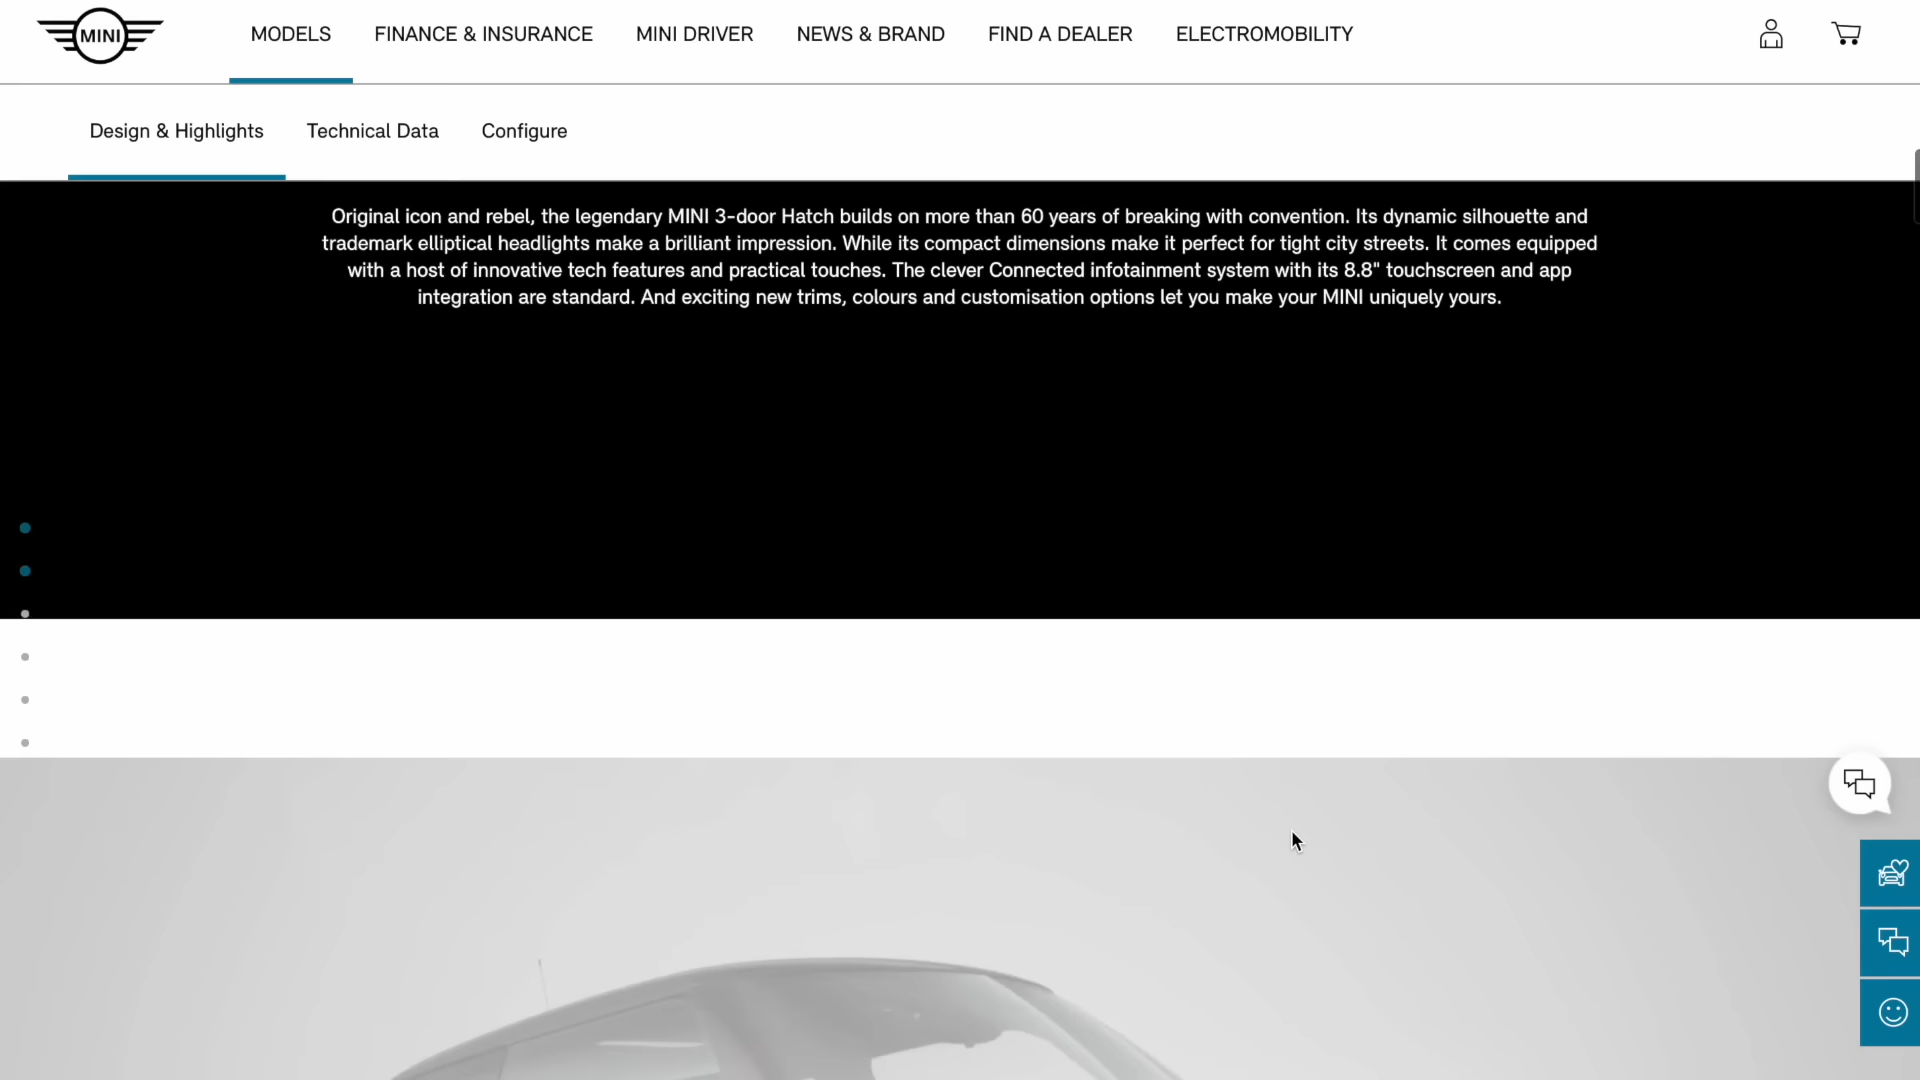 MINI
MODELS
FINANCE & INSURANCE
MINI DRIVER
NEWS & BRAND
FIND A DEALER
ELECTROMOBILITY
Design & Highlights
Technical Data
Configure
Original icon and rebel, the legendary MINI 3-door Hatch builds on more than 60 years of breaking with convention. Its dynamic silhouette and
trademark elliptical headlights make a brilliant impression. While its compact dimensions make it perfect for tight city streets. It comes equipped
with a host of innovative tech features and practical touches. The clever Connected infotainment system with its 8.8" touchscreen and app
integration are standard. And exciting new trims, colours and customisation options let you make your MINI uniquely yours.